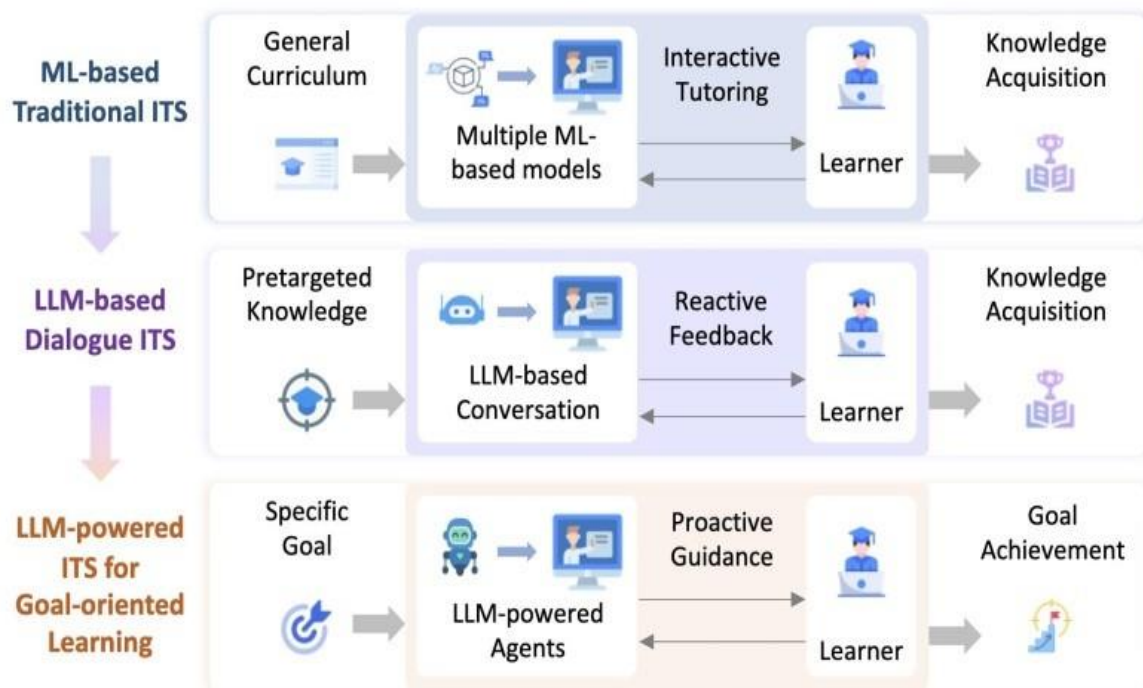 ML-based
Traditional ITS
General
Curriculum
Multiple ML-
based models
Interactive
Tutoring
Learner
Knowledge
Acquisition
LLM-based
Dialogue ITS
Pretargeted
Knowledge
LLM-based
Conversation
Reactive
Feedback
Learner
Knowledge
Acquisition
LLM-powered
ITS for
Goal-oriented
Learning
Specific
Goal
LLM-powered
Agents
Proactive
Guidance
Learner
Goal
Achievement